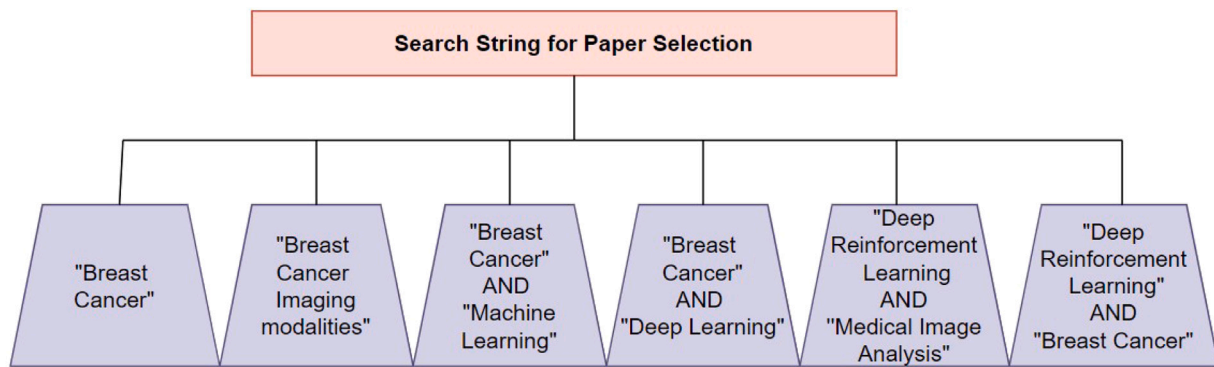 Search String for Paper Selection
"Breast
Cancer"
"Breast
Cancer
Imaging
modalities"
"Breast
Cancer"
AND
"Machine
Learning"
"Breast
Cancer"
AND
"Deep Learning"
"Deep
Reinforcement
Learning
AND
"Medical Image
Analysis"
"Deep
Reinforcement
Learning"
AND
"Breast Cancer"